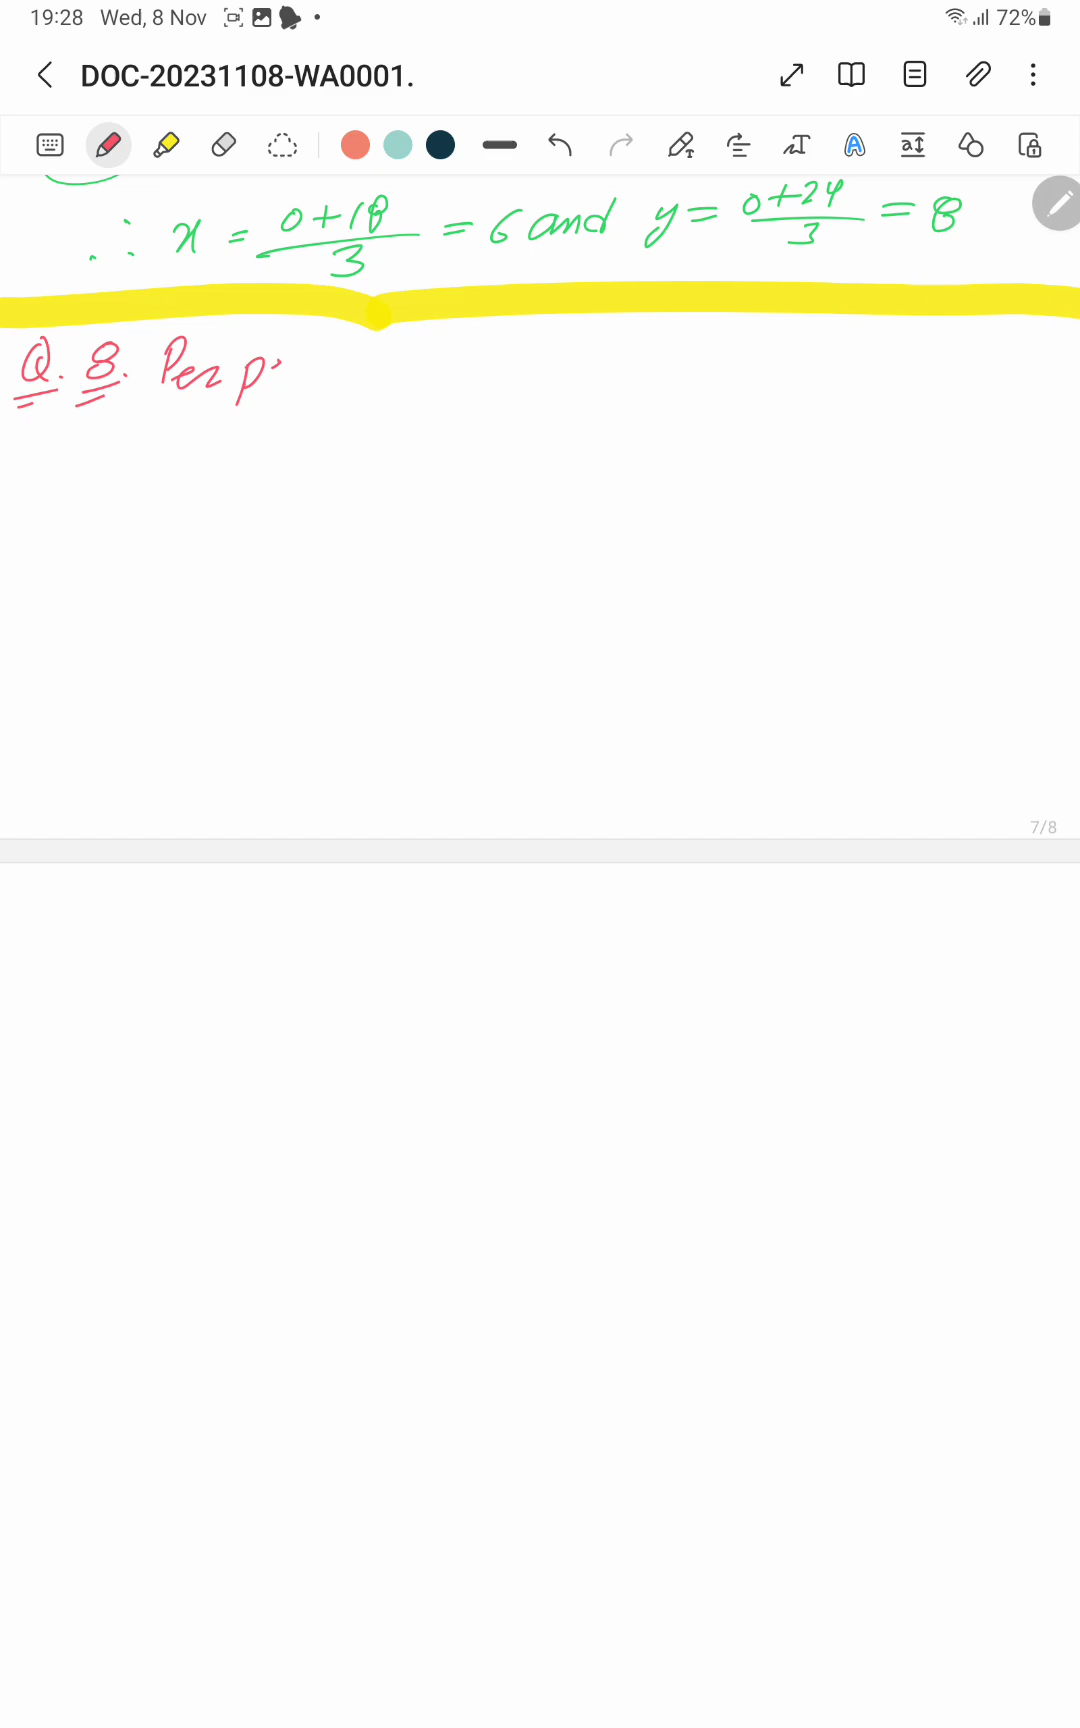 19:28 Wed, 8 Nov 72%
DOC-20231108-WA0001.
∴ x = (0+18)/3 = 6 and y = (0+24)/3 = 8
Q. 8. Perp.
7/8